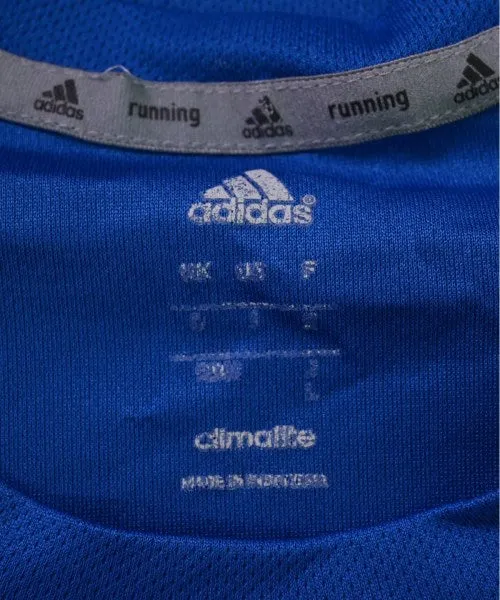 adidas running adidas running adidas
adidas®
UK US F
climalite
MADE IN INDONESIA